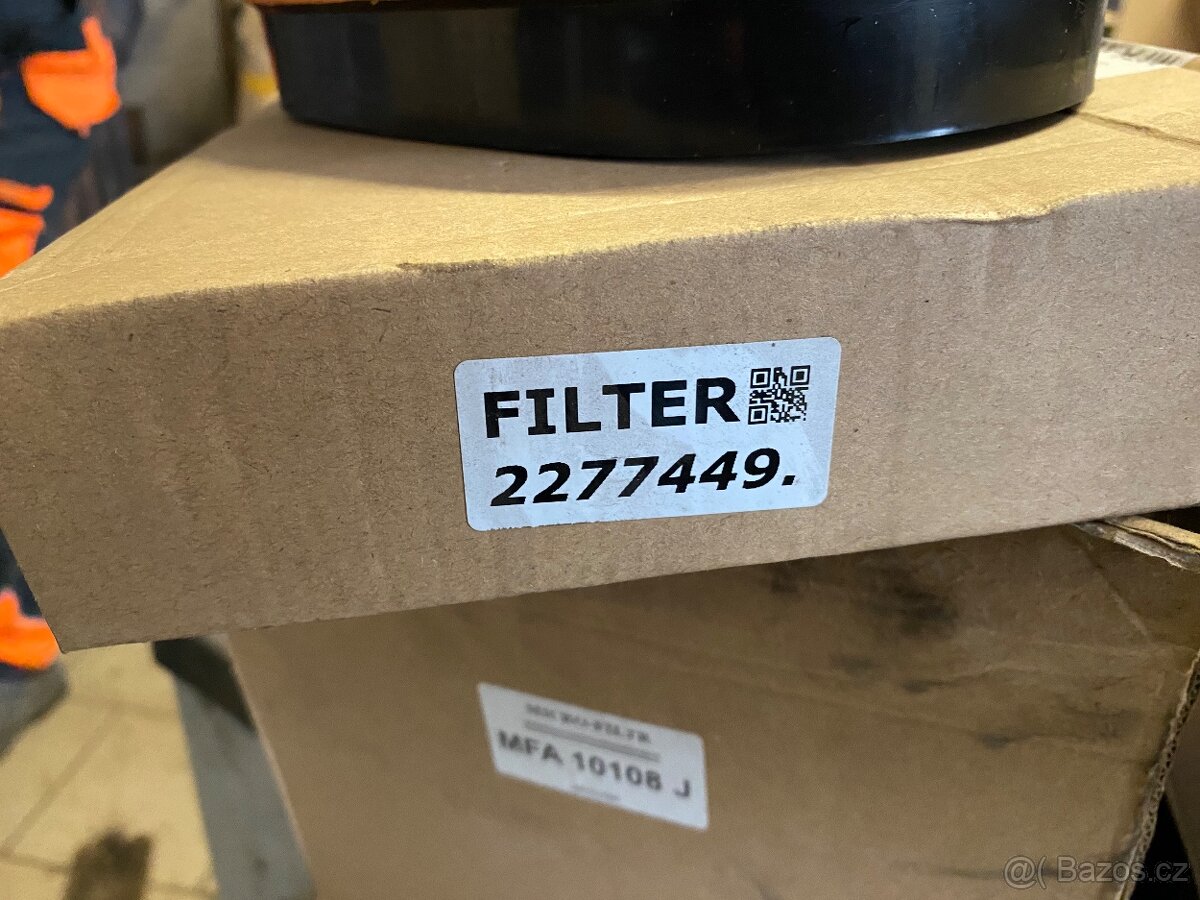 FILTER
2277449.
MFA 10108 J
@( Bazos.cz